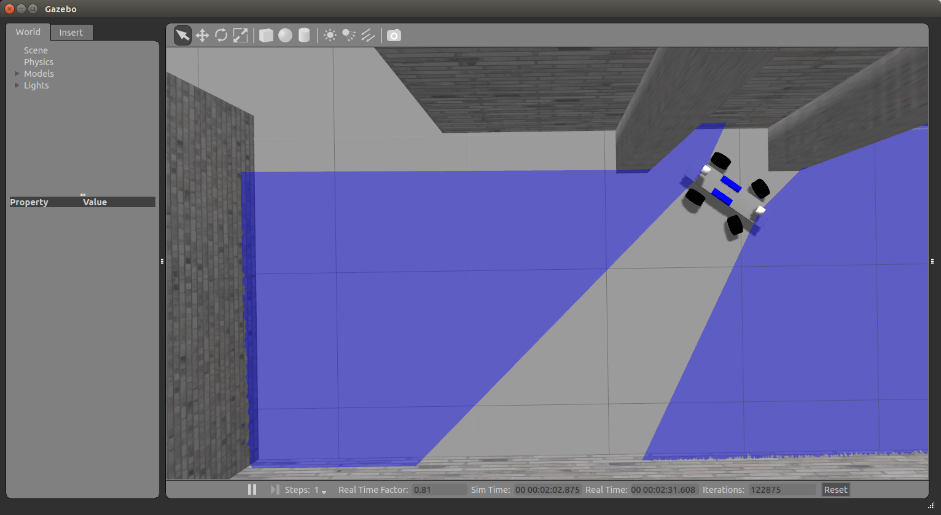 Gazebo
World Insert
Scene
Physics
Models
Lights
Property Value
Steps: 1 Real Time Factor: 0.81 Sim Time: 00 00:02:02.875 Real Time: 00 00:02:31.608 Iterations: 122875 Reset